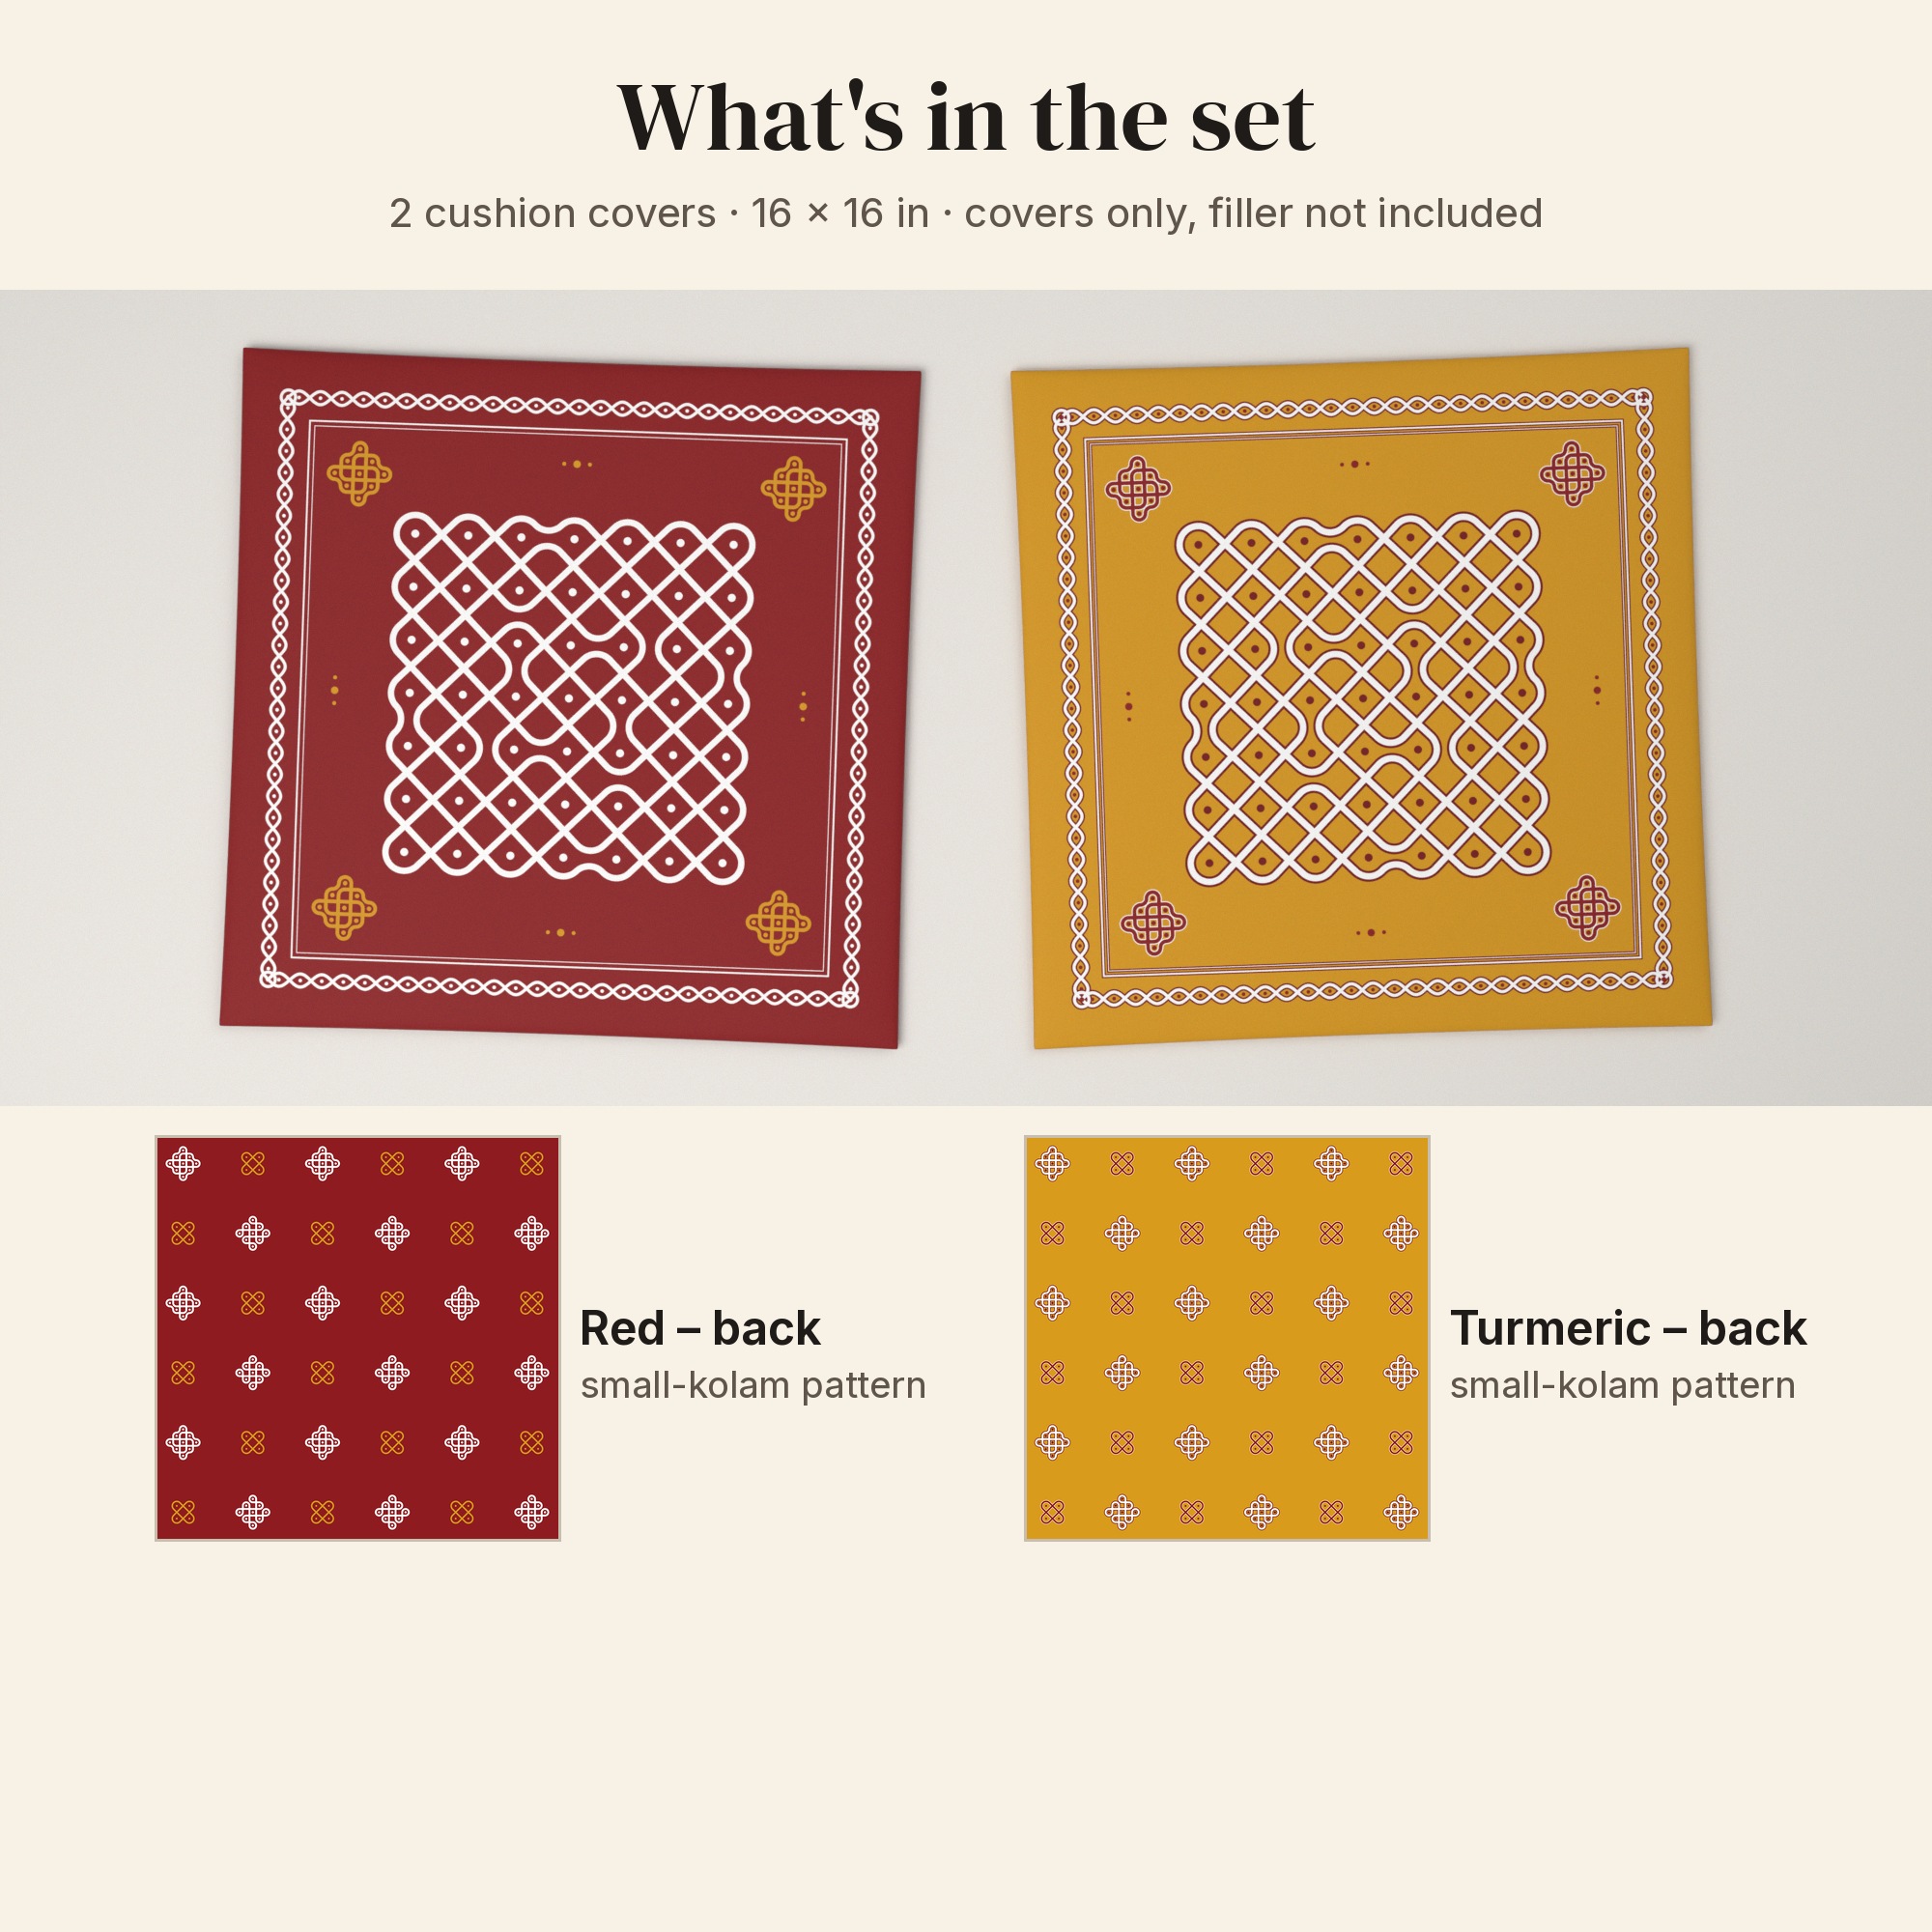 What's in the set
2 cushion covers · 16 × 16 in · covers only, filler not included
Red – back
small-kolam pattern
Turmeric – back
small-kolam pattern